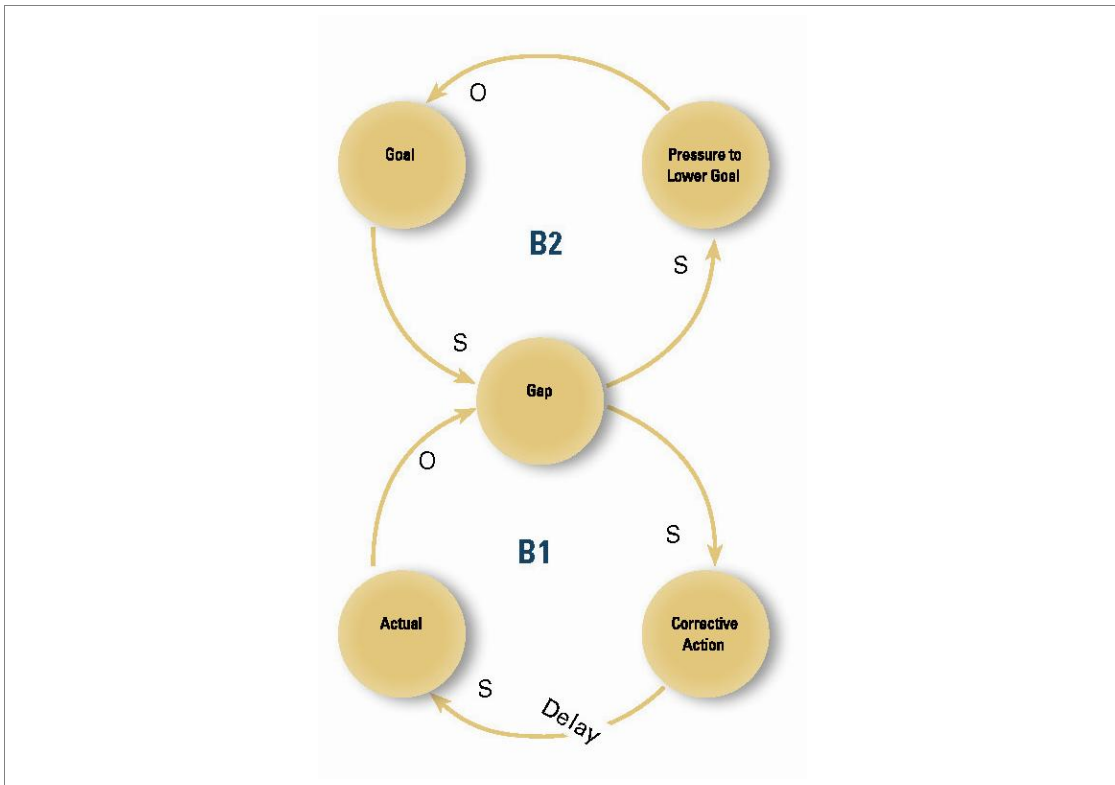 O
Goal
Pressure to
Lower Goal
B2
S
S
Gap
O
S
B1
Actual
Corrective
Action
S
Delay